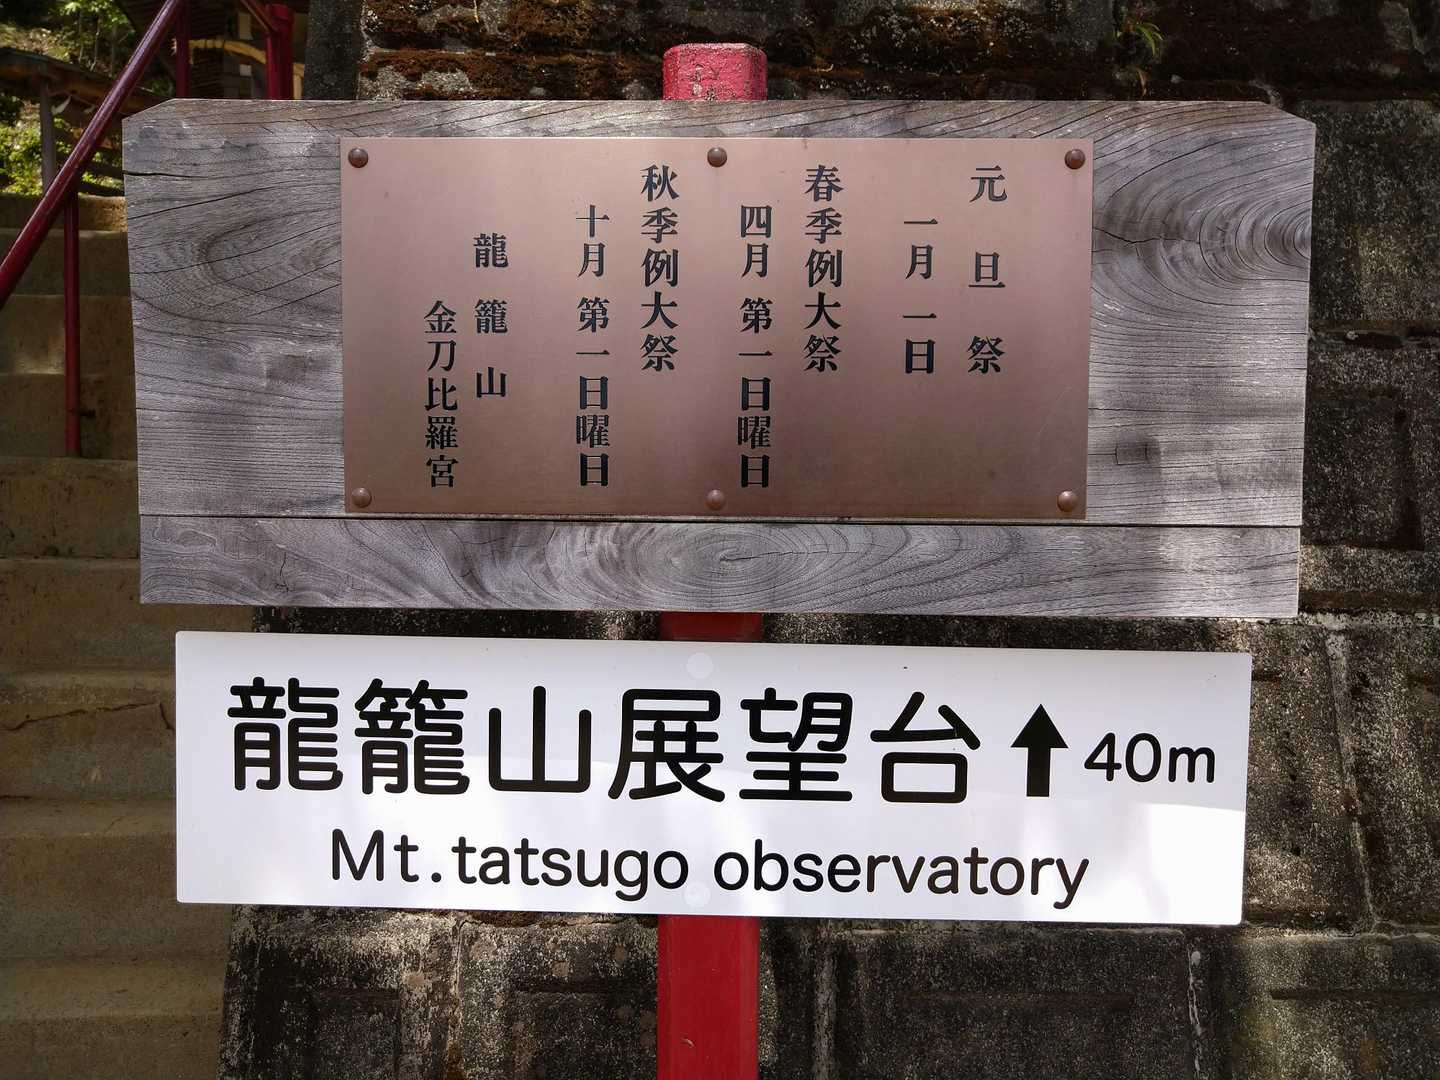 元旦祭
一月一日
春季例大祭
四月 第一日曜日
秋季例大祭
十月 第一日曜日
龍籠山
金刀比羅宮
龍籠山展望台↑40m
Mt.tatsugo observatory